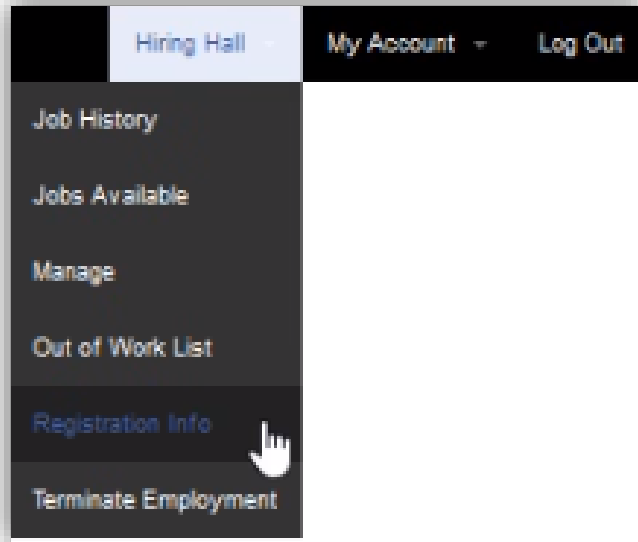 Hiring Hall My Account Log Out
Job History
Jobs Available
Manage
Out of Work List
Registration Info
Terminate Employment